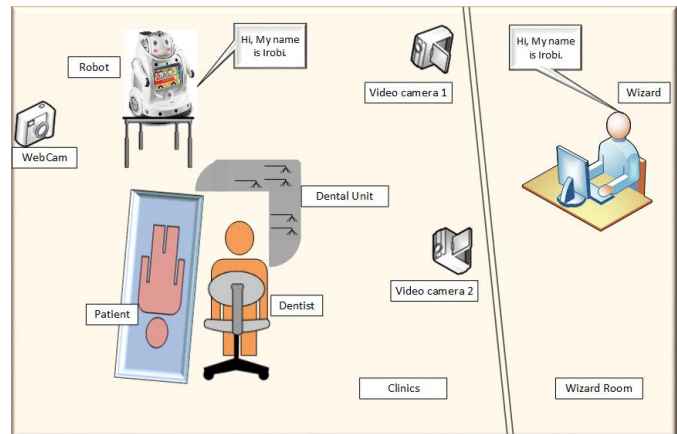 Hi, My name
is Irobi.
Robot
Video camera 1
Hi, My name
is Irobi.
Wizard
WebCam
Dental Unit
Video camera 2
Patient
Dentist
Clinics
Wizard Room